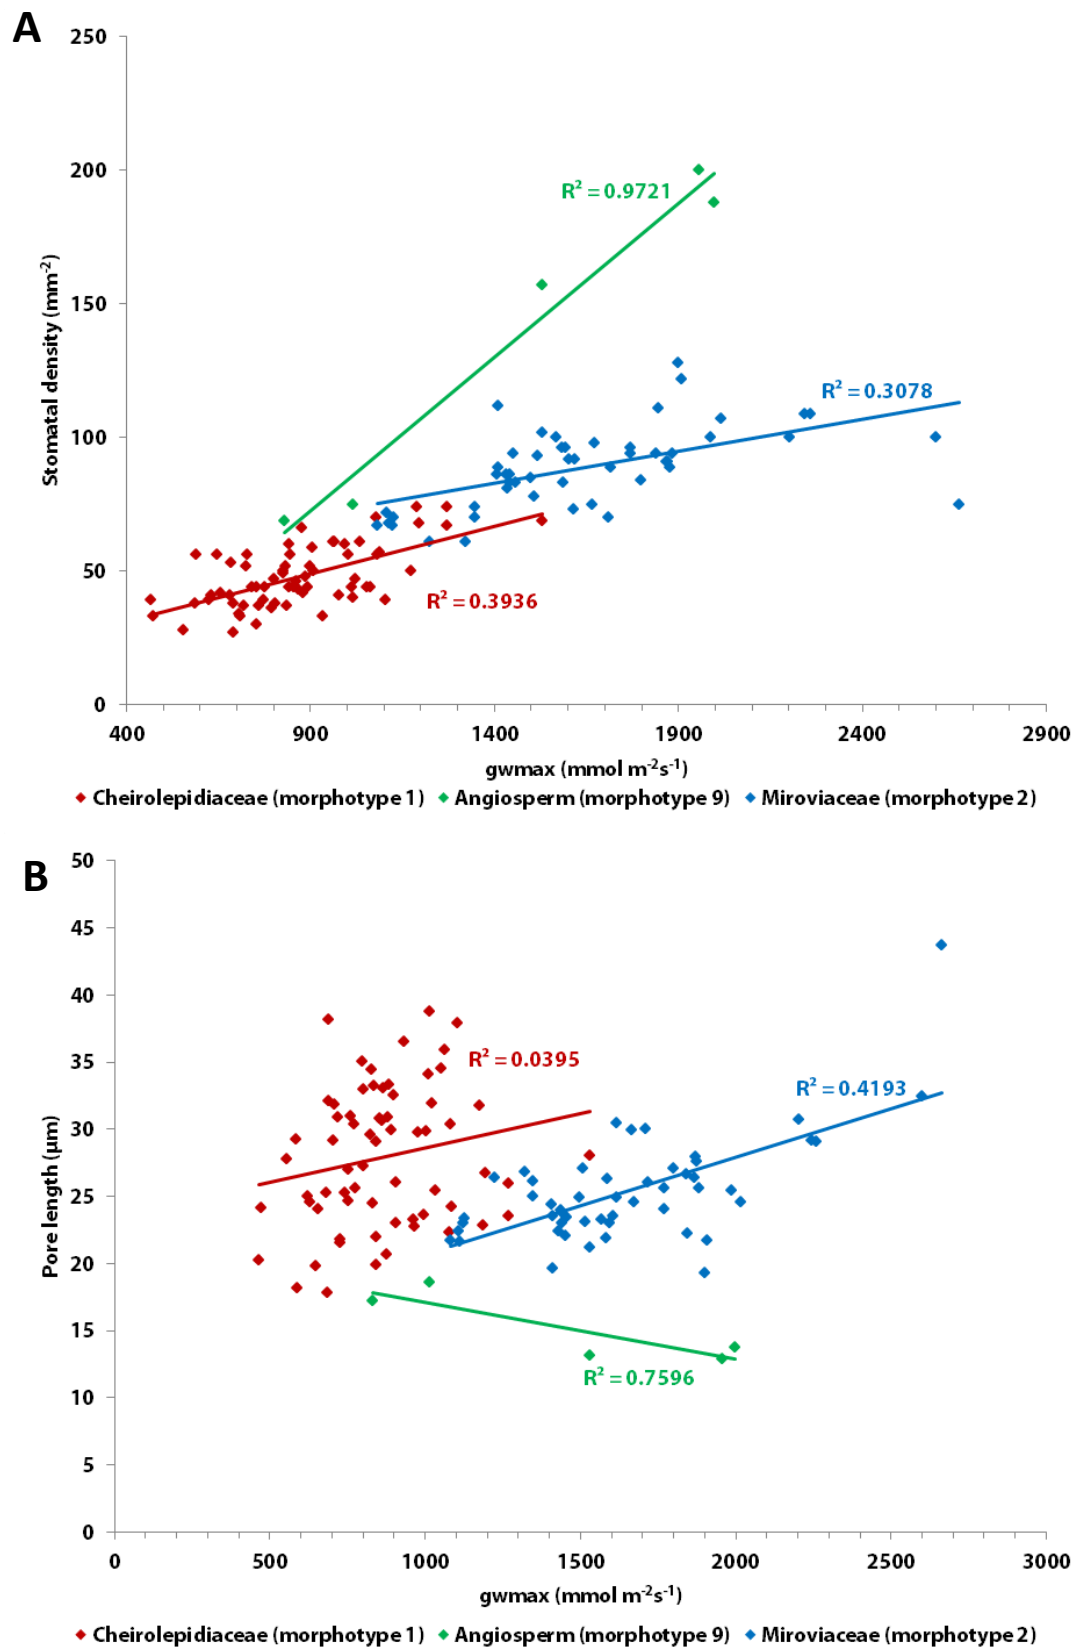 A
250
200
150
100
50
0
Stomatal density (mm-2)
R2 = 0.9721
R2 = 0.3078
R2 = 0.3936
400 900 1400 1900 2400 2900
gwmax (mmol m-2s-1)
Cheirolepidiaceae (morphotype 1) Angiosperm (morphotype 9) Miroviaceae (morphotype 2)
B
50
45
40
35
30
25
20
15
10
5
0
Pore length (µm)
R2 = 0.0395
R2 = 0.4193
R2 = 0.7596
0 500 1000 1500 2000 2500 3000
gwmax (mmol m-2s-1)
Cheirolepidiaceae (morphotype 1) Angiosperm (morphotype 9) Miroviaceae (morphotype 2)